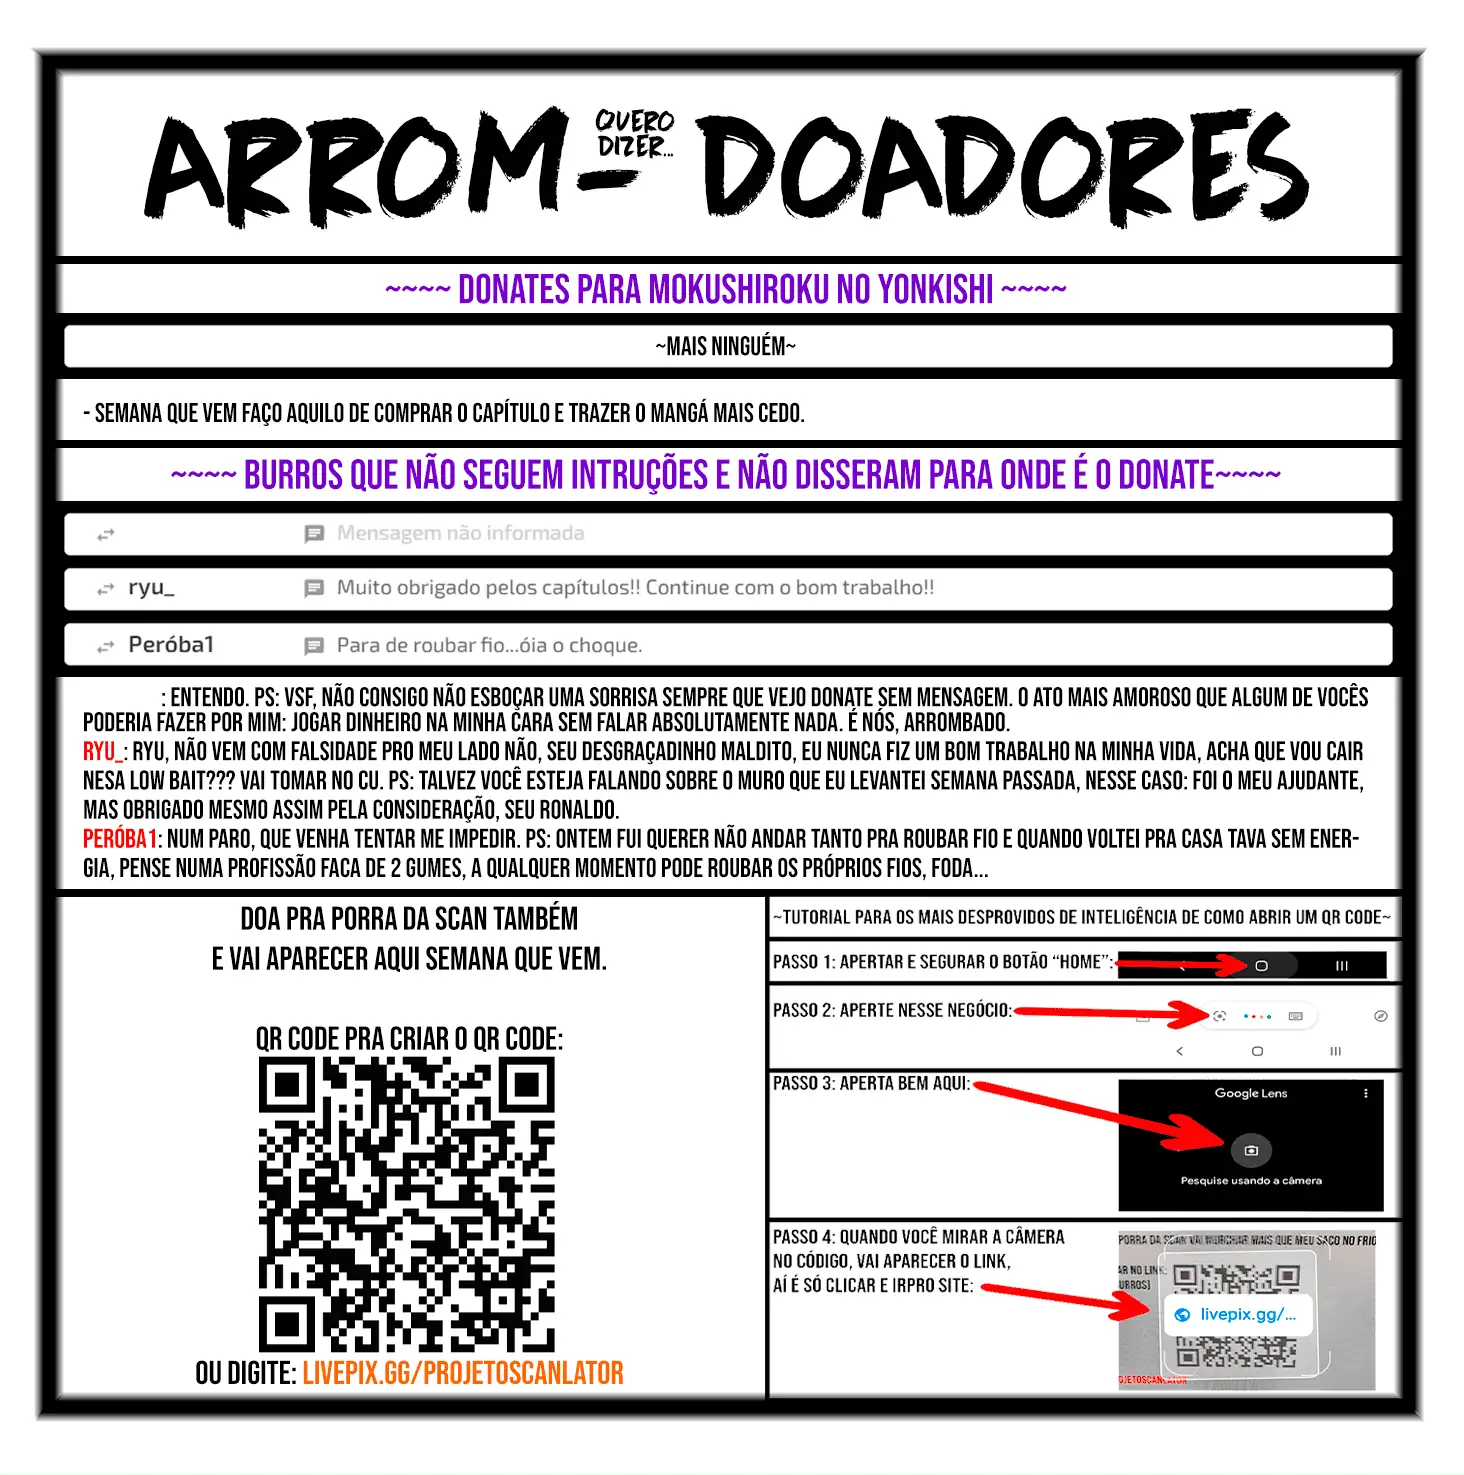 ARROM- QUERO DIZER... DOADORES
~~~~ DONATES PARA MOKUSHIROKU NO YONKISHI ~~~~
~MAIS NINGUÉM~
- SEMANA QUE VEM FAÇO AQUILO DE COMPRAR O CAPÍTULO E TRAZER O MANGÁ MAIS CEDO.
~~~~ BURROS QUE NÃO SEGUEM INTRUÇÕES E NÃO DISSERAM PARA ONDE É O DONATE~~~~
Mensagem não informada
ryu_ Muito obrigado pelos capítulos!! Continue com o bom trabalho!!
Peróba1 Para de roubar fio...óia o choque.
: ENTENDO. PS: VSF, NÃO CONSIGO NÃO ESBOÇAR UMA SORRISA SEMPRE QUE VEJO DONATE SEM MENSAGEM. O ATO MAIS AMOROSO QUE ALGUM DE VOCÊS
PODERIA FAZER POR MIM: JOGAR DINHEIRO NA MINHA CARA SEM FALAR ABSOLUTAMENTE NADA. É NÓS, ARROMBADO.
RYU_: RYU, NÃO VEM COM FALSIDADE PRO MEU LADO NÃO, SEU DESGRAÇADINHO MALDITO, EU NUNCA FIZ UM BOM TRABALHO NA MINHA VIDA, ACHA QUE VOU CAIR
NESA LOW BAIT??? VAI TOMAR NO CU. PS: TALVEZ VOCÊ ESTEJA FALANDO SOBRE O MURO QUE EU LEVANTEI SEMANA PASSADA, NESSE CASO: FOI O MEU AJUDANTE,
MAS OBRIGADO MESMO ASSIM PELA CONSIDERAÇÃO, SEU RONALDO.
PERÓBA1: NUM PARO, QUE VENHA TENTAR ME IMPEDIR. PS: ONTEM FUI QUERER NÃO ANDAR TANTO PRA ROUBAR FIO E QUANDO VOLTEI PRA CASA TAVA SEM ENER-
GIA, PENSE NUMA PROFISSÃO FACA DE 2 GUMES, A QUALQUER MOMENTO PODE ROUBAR OS PRÓPRIOS FIOS, FODA...
DOA PRA PORRA DA SCAN TAMBÉM
E VAI APARECER AQUI SEMANA QUE VEM.
QR CODE PRA CRIAR O QR CODE:
OU DIGITE: LIVEPIX.GG/PROJETOSCANLATOR
~TUTORIAL PARA OS MAIS DESPROVIDOS DE INTELIGÊNCIA DE COMO ABRIR UM QR CODE~
PASSO 1: APERTAR E SEGURAR O BOTÃO “HOME”:
PASSO 2: APERTE NESSE NEGÓCIO:
PASSO 3: APERTA BEM AQUI:
Google Lens
Pesquise usando a câmera
PASSO 4: QUANDO VOCÊ MIRAR A CÂMERA
NO CÓDIGO, VAI APARECER O LINK,
AÍ É SÓ CLICAR E IRPRO SITE:
PORRA DA SCAN VAI MURCHAR MAIS QUE MEU SACO NO FRIO
AR NO LINK:
URROS)
livepix.gg/...
OJETOSCANLATOR